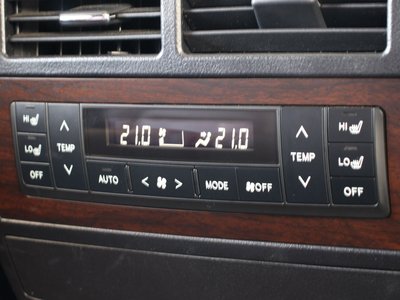 21.0 21.0
HI HI
LO TEMP TEMP LO
OFF AUTO MODE OFF OFF